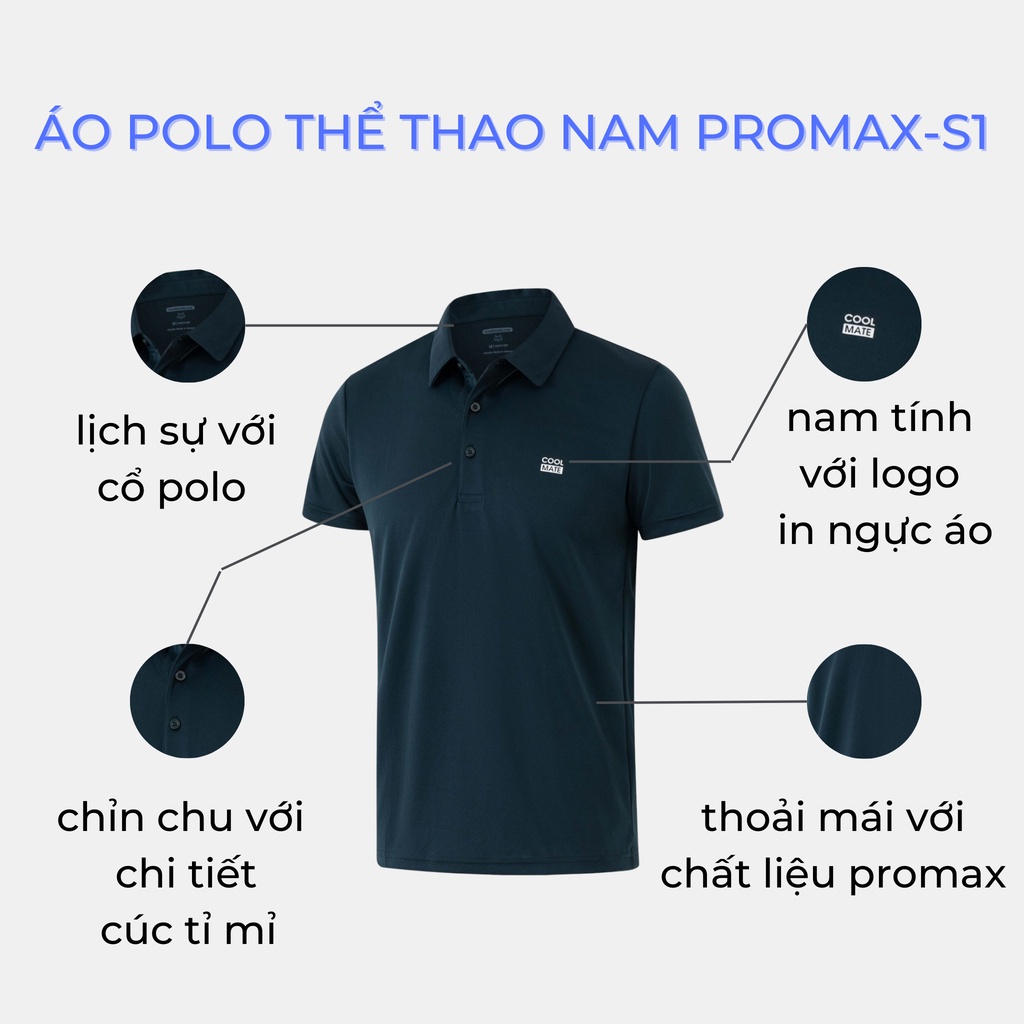 ÁO POLO THỂ THAO NAM PROMAX-S1
COOL
MATE
lịch sự với
cổ polo
nam tính
với logo
in ngực áo
COOL
MATE
chỉn chu với
chi tiết
cúc tỉ mỉ
thoải mái với
chất liệu promax